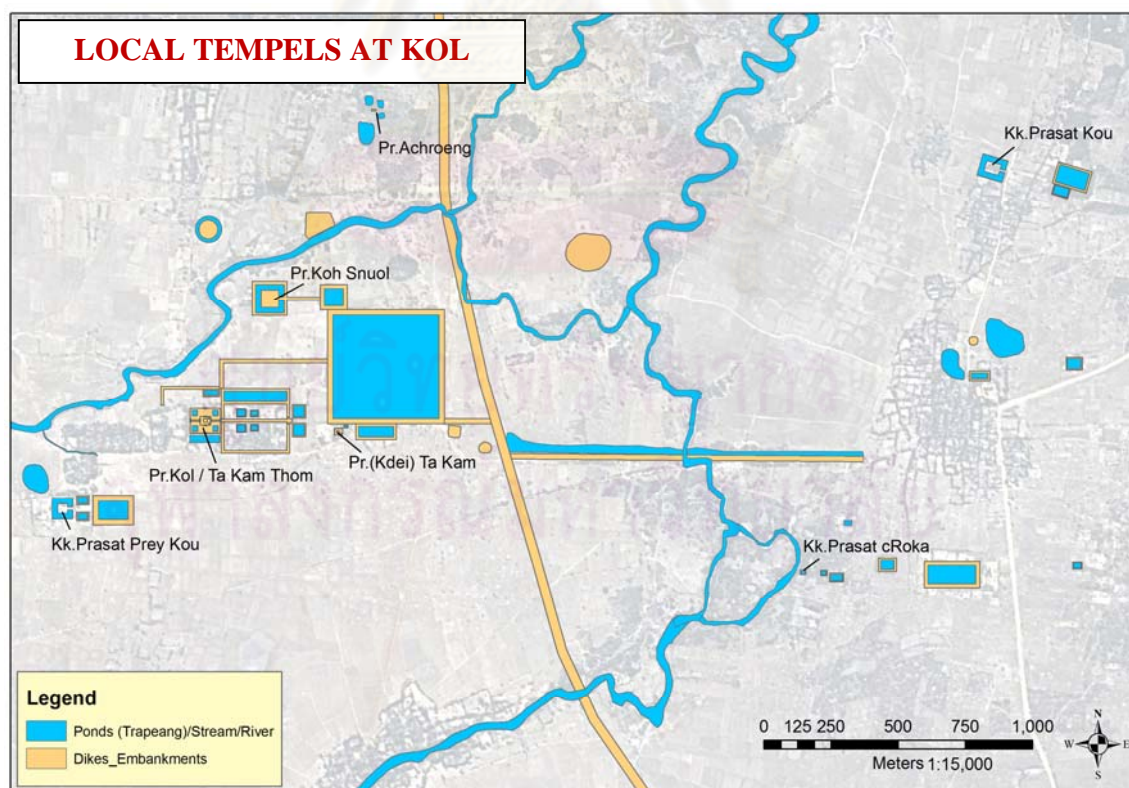 LOCAL TEMPELS AT KOL
Pr.Achroeng
Kk.Prasat Kou
Pr.Koh Snuol
Pr.(Kdei) Ta Kam
Pr.Kol / Ta Kam Thom
Kk.Prasat Prey Kou
Kk.Prasat cRoka
Legend
Ponds (Trapeang)/Stream/River
Dikes_Embankments
0 125 250 500 750 1,000
Meters 1:15,000
N
W E
S